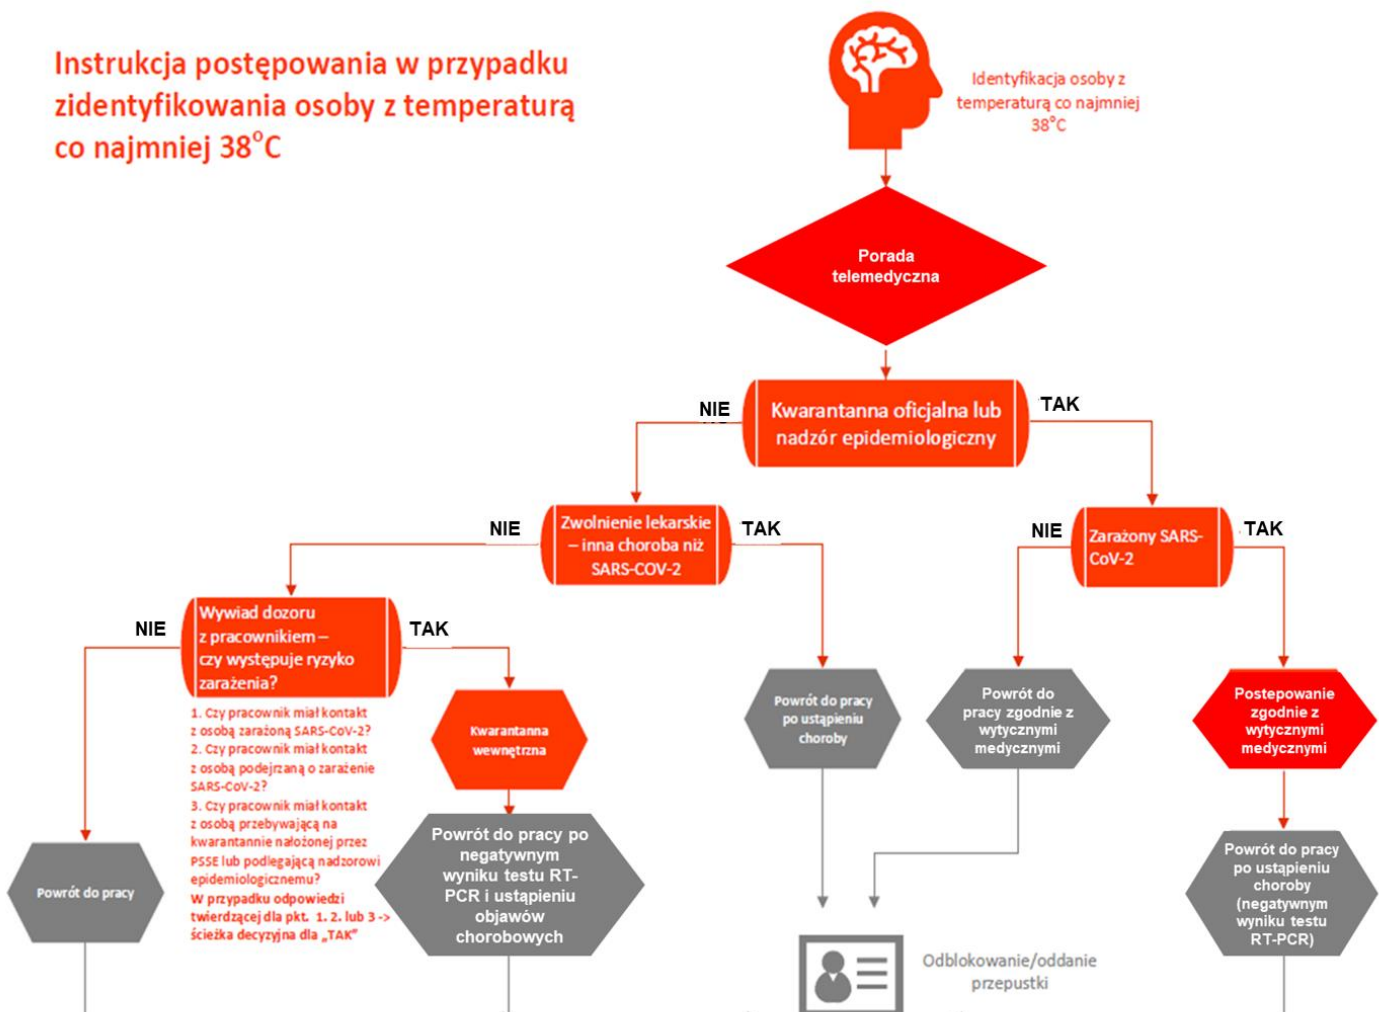 Instrukcja postępowania w przypadku
zidentyfikowania osoby z temperaturą
co najmniej 38°C
Identyfikacja osoby z
temperaturą co najmniej
38°C
Porada
telemedyczna
NIE
Kwarantanna oficjalna lub
nadzór epidemiologiczny
TAK
NIE
Zwolnienie lekarskie
– inna choroba niż
SARS-COV-2
TAK
NIE
Zarażony SARS-
CoV-2
TAK
NIE
Wywiad dozoru
z pracownikiem –
czy występuje ryzyko
zarażenia?
TAK
1. Czy pracownik miał kontakt
z osobą zarażoną SARS-CoV-2?
2. Czy pracownik miał kontakt
z osobą podejrzaną o zarażenie
SARS-CoV-2?
3. Czy pracownik miał kontakt
z osobą przebywającą na
kwarantannie nałożonej przez
PSSE lub podlegającą nadzorowi
epidemiologicznemu?
W przypadku odpowiedzi
twierdzącej dla pkt. 1. 2. lub 3 ->
ścieżka decyzyjna dla „TAK”
Kwarantanna
wewnętrzna
Powrót do pracy
po ustąpieniu
choroby
Powrót do
pracy zgodnie z
wytycznymi
medycznymi
Postepowanie
zgodnie z
wytycznymi
medycznymi
Powrót do pracy
Powrót do pracy po
negatywnym
wyniku testu RT-
PCR i ustąpieniu
objawów
chorobowych
Powrót do pracy
po ustąpieniu
choroby
(negatywnym
wyniku testu
RT-PCR)
Odblokowanie/oddanie
przepustki